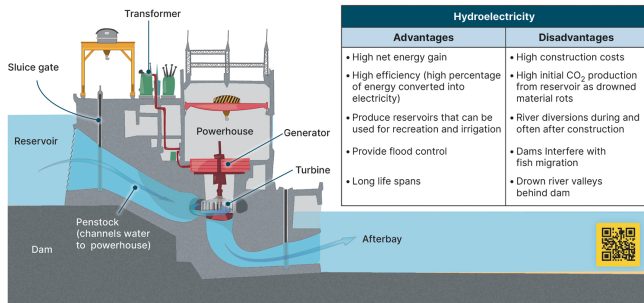 Transformer
Sluice gate
Reservoir
Powerhouse
Generator
Turbine
Penstock
(channels water
to powerhouse)
Dam
Afterbay
Hydroelectricity
Advantages
• High net energy gain
• High efficiency (high percentage
of energy converted into
electricity)
• Produce reservoirs that can be
used for recreation and irrigation
• Provide flood control
• Long life spans
Disadvantages
• High construction costs
• High initial CO₂ production
from reservoir as drowned
material rots
• River diversions during and
often after construction
• Dams Interfere with
fish migration
• Drown river valleys
behind dam